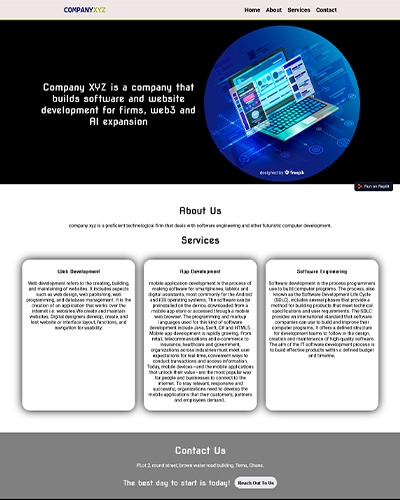 COMPANYXYZ
Home About Services Contact
Company XYZ is a company that
builds software and website
development for firms, web3 and
AI expansion
designed by freepik
Run on Replit
About Us
company xyz is a proficient technological firm that deals with software engineering and other futuristic computer development.
Services
Web Development
Web development refers to the creating, building,
and maintaining of websites. It includes aspects
such as web design, web publishing, web
programming, and database management. It is the
creation of an application that works over the
internet i.e. websites.We create and maintain
websites. Digital designers develop, create, and
test website or interface layout, functions, and
navigation for usability
App Development
mobile application development is the process of
making software for smartphones, tablets and
digital assistants, most commonly for the Android
and iOS operating systems. The software can be
preinstalled on the device, downloaded from a
mobile app store or accessed through a mobile
web browser. The programming and markup
languages used for this kind of software
development include Java, Swift, C# and HTML5.
Mobile app development is rapidly growing. From
retail, telecommunications and e-commerce to
insurance, healthcare and government,
organizations across industries must meet user
expectations for real-time, convenient ways to
conduct transactions and access information.
Today, mobile devices—and the mobile applications
that unlock their value—are the most popular way
for people and businesses to connect to the
internet. To stay relevant, responsive and
successful, organizations need to develop the
mobile applications that their customers, partners
and employees demand.
Software Engineering
Software development is the process programmers
use to build computer programs. The process, also
known as the Software Development Life Cycle
(SDLC), includes several phases that provide a
method for building products that meet technical
specifications and user requirements. The SDLC
provides an international standard that software
companies can use to build and improve their
computer programs. It offers a defined structure
for development teams to follow in the design,
creation and maintenance of high-quality software.
The aim of the IT software development process is
to build effective products within a defined budget
and timeline.
Contact Us
PLot 2, round street, brown water road building, Tema, Ghana.
The best day to start is today!
Reach Out To Us